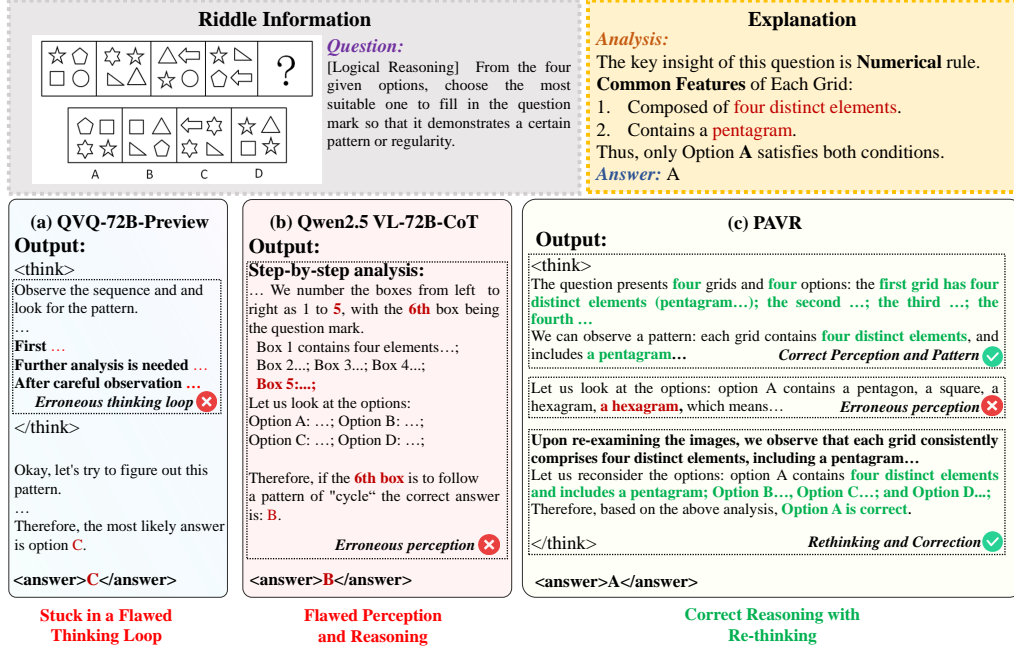 Riddle Information
?
A B C D
Question:
[Logical Reasoning] From the four
given options, choose the most
suitable one to fill in the question
mark so that it demonstrates a certain
pattern or regularity.
Explanation
Analysis:
The key insight of this question is Numerical rule.
Common Features of Each Grid:
1. Composed of four distinct elements.
2. Contains a pentagram.
Thus, only Option A satisfies both conditions.
Answer: A
(a) QVQ-72B-Preview
Output:
<think>
Observe the sequence and and
look for the pattern.
…
First …
Further analysis is needed …
After careful observation …
Erroneous thinking loop
</think>
Okay, let's try to figure out this
pattern.
…
Therefore, the most likely answer
is option C.
<answer>C</answer>
Stuck in a Flawed
Thinking Loop
(b) Qwen2.5 VL-72B-CoT
Output:
Step-by-step analysis:
… We number the boxes from left to
right as 1 to 5, with the 6th box being
the question mark.
Box 1 contains four elements…;
Box 2...; Box 3...; Box 4...;
Box 5:...;
Let us look at the options:
Option A: …; Option B: …;
Option C: …; Option D: …;
Therefore, if the 6th box is to follow
a pattern of "cycle“ the correct answer
is: B.
Erroneous perception
<answer>B</answer>
Flawed Perception
and Reasoning
(c) PAVR
Output:
<think>
The question presents four grids and four options: the first grid has four
distinct elements (pentagram…); the second …; the third …; the
fourth …
We can observe a pattern: each grid contains four distinct elements, and
includes a pentagram… Correct Perception and Pattern
Let us look at the options: option A contains a pentagon, a square, a
hexagram, a hexagram, which means… Erroneous perception
Upon re-examining the images, we observe that each grid consistently
comprises four distinct elements, including a pentagram…
Let us reconsider the options: option A contains four distinct elements
and includes a pentagram; Option B…, Option C…; and Option D...;
Therefore, based on the above analysis, Option A is correct.
</think> Rethinking and Correction
<answer>A</answer>
Correct Reasoning with
Re-thinking